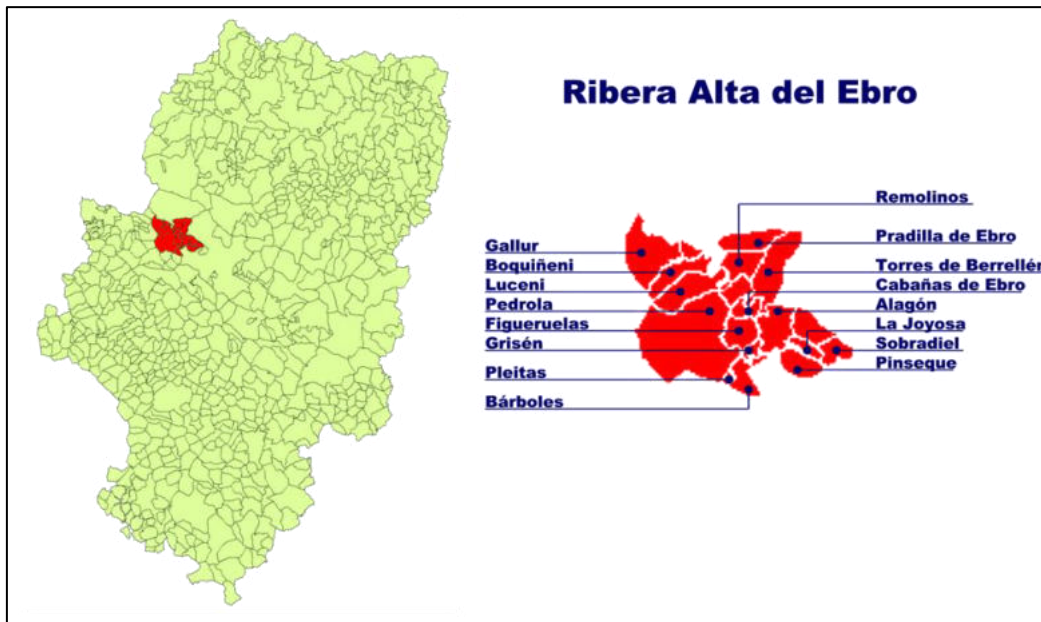 Ribera Alta del Ebro
Remolinos
Pradilla de Ebro
Torres de Berrellén
Cabañas de Ebro
Alagón
La Joyosa
Sobradiel
Pinseque
Gallur
Boquiñeni
Luceni
Pedrola
Figueruelas
Grisén
Pleitas
Bárboles